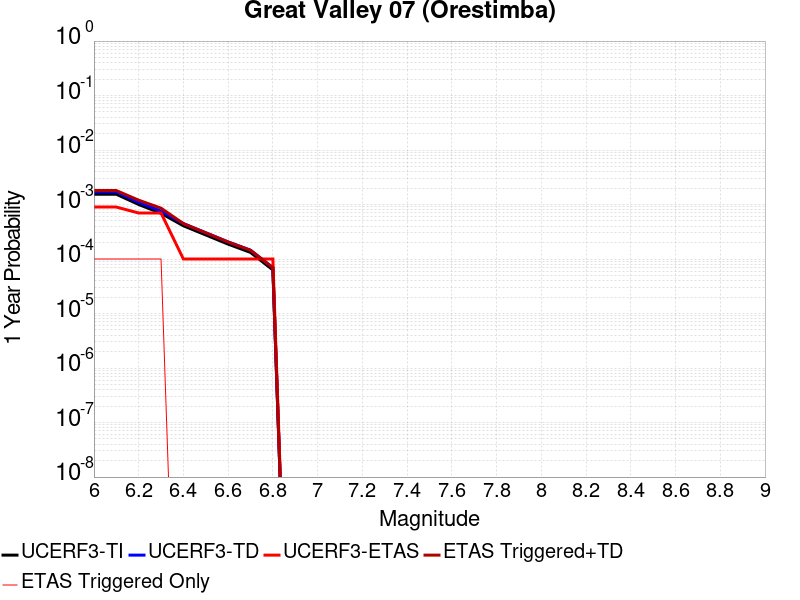 Great Valley 07 (Orestimba)
10^0
10^-1
10^-2
10^-3
10^-4
10^-5
10^-6
10^-7
10^-8
1 Year Probability
6 6.2 6.4 6.6 6.8 7 7.2 7.4 7.6 7.8 8 8.2 8.4 8.6 8.8 9
Magnitude
UCERF3-TI UCERF3-TD UCERF3-ETAS ETAS Triggered+TD
ETAS Triggered Only